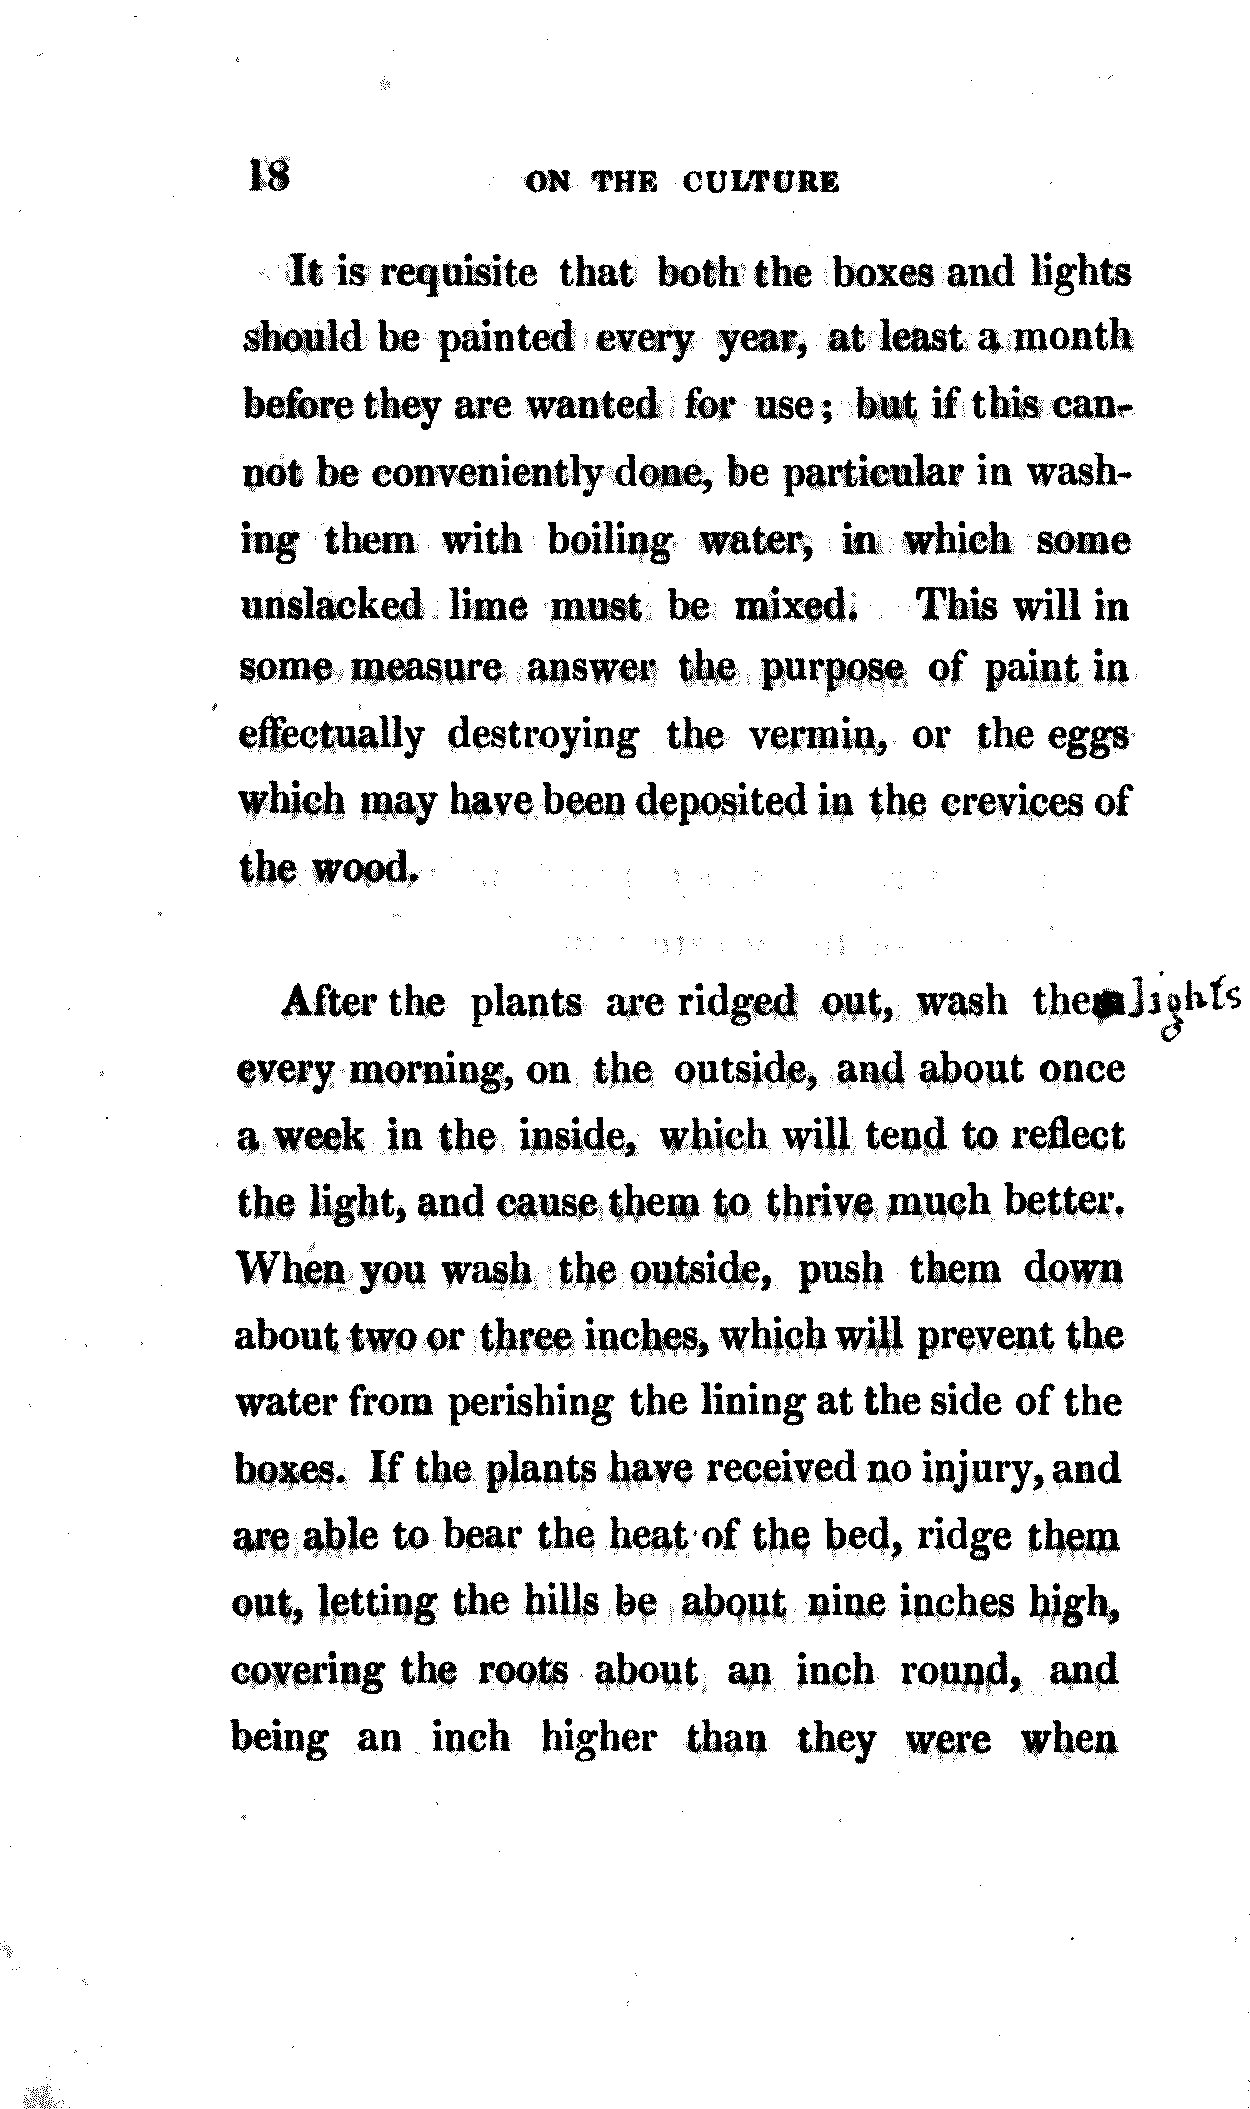 18 ON THE CULTURE
It is requisite that both the boxes and lights
should be painted every year, at least a month
before they are wanted for use; but if this can-
not be conveniently done, be particular in wash-
ing them with boiling water, in which some
unslacked lime must be mixed. This will in
some measure answer the purpose of paint in
effectually destroying the vermin, or the eggs
which may have been deposited in the crevices of
the wood.
After the plants are ridged out, wash the lights
every morning, on the outside, and about once
a week in the inside, which will tend to reflect
the light, and cause them to thrive much better.
When you wash the outside, push them down
about two or three inches, which will prevent the
water from perishing the lining at the side of the
boxes. If the plants have received no injury, and
are able to bear the heat of the bed, ridge them
out, letting the hills be about nine inches high,
covering the roots about an inch round, and
being an inch higher than they were when